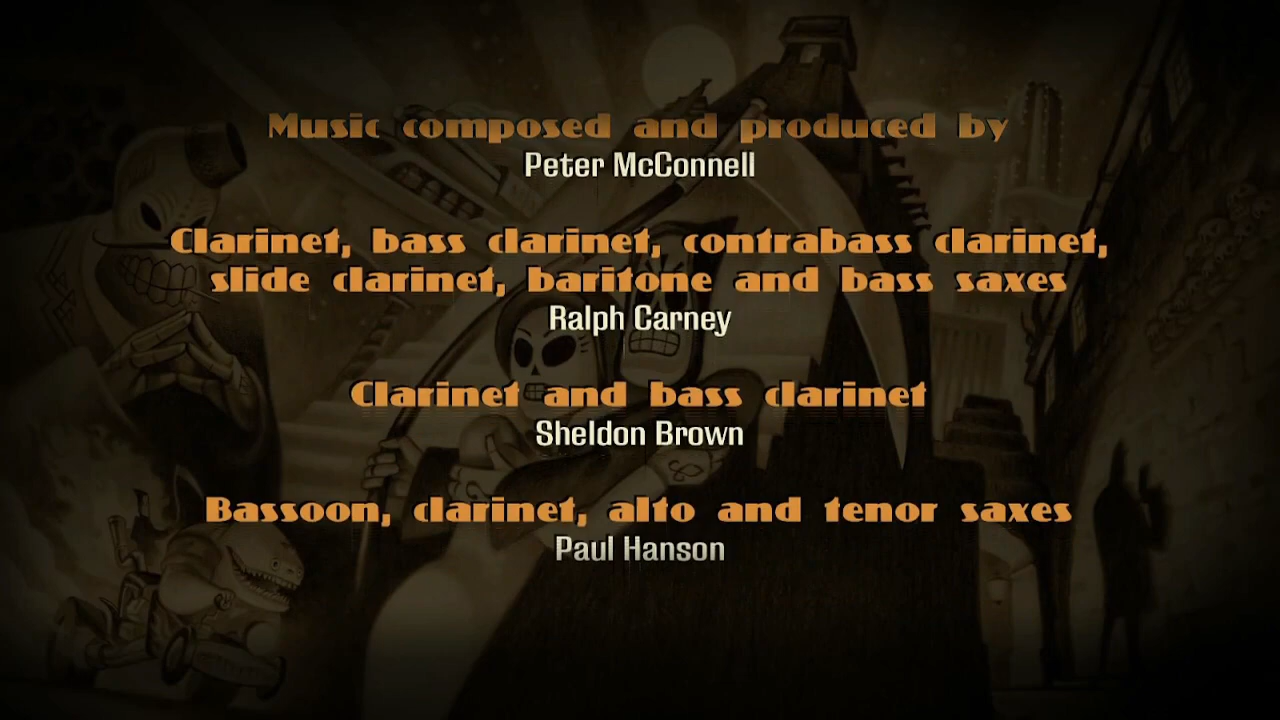 Music composed and produced by
Peter McConnell
Clarinet, bass clarinet, contrabass clarinet,
slide clarinet, baritone and bass saxes
Ralph Carney
Clarinet and bass clarinet
Sheldon Brown
Bassoon, clarinet, alto and tenor saxes
Paul Hanson